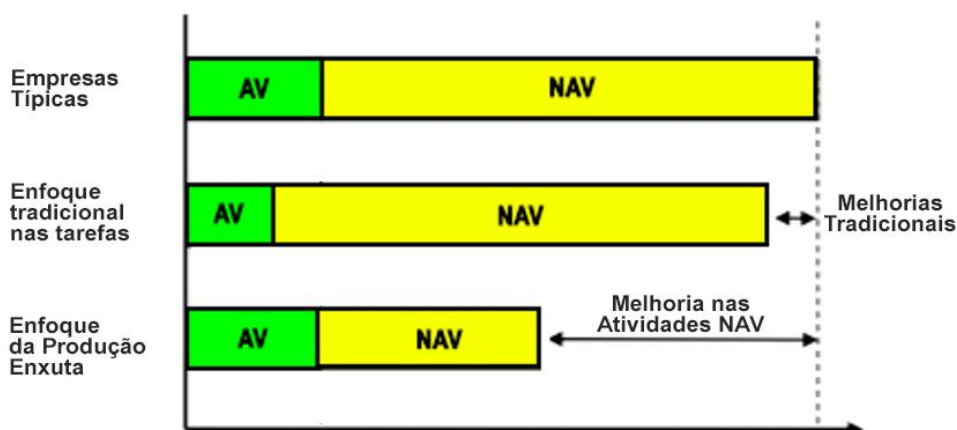 Empresas
Típicas
AV
NAV
Enfoque
tradicional
nas tarefas
AV
NAV
Melhorias
Tradicionais
Enfoque
da Produção
Enxuta
AV
NAV
Melhoria nas
Atividades NAV